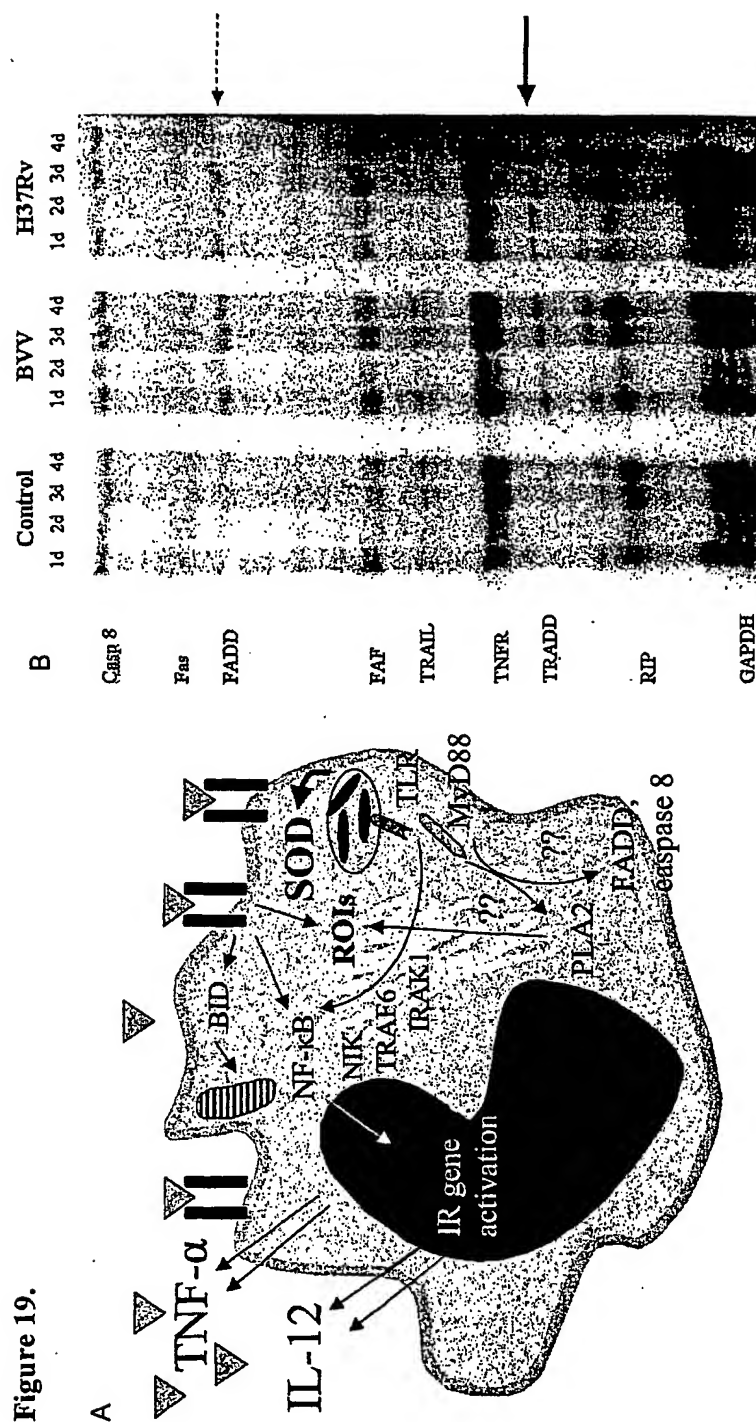 Figure 19.
A
TNF-α
IL-12
BID
NF-κB
NIK
TRAF6
IRAK1
ROIs
SOD
TLR
MyD88
??
??
PLA2
FADD,
caspase 8
IR gene
activation
B
Control BVV H37Rv
1d 2d 3d 4d 1d 2d 3d 4d 1d 2d 3d 4d
Casp 8
Fas
FADD
FAF
TRAIL
TNFR
TRADD
RIP
GAPDH